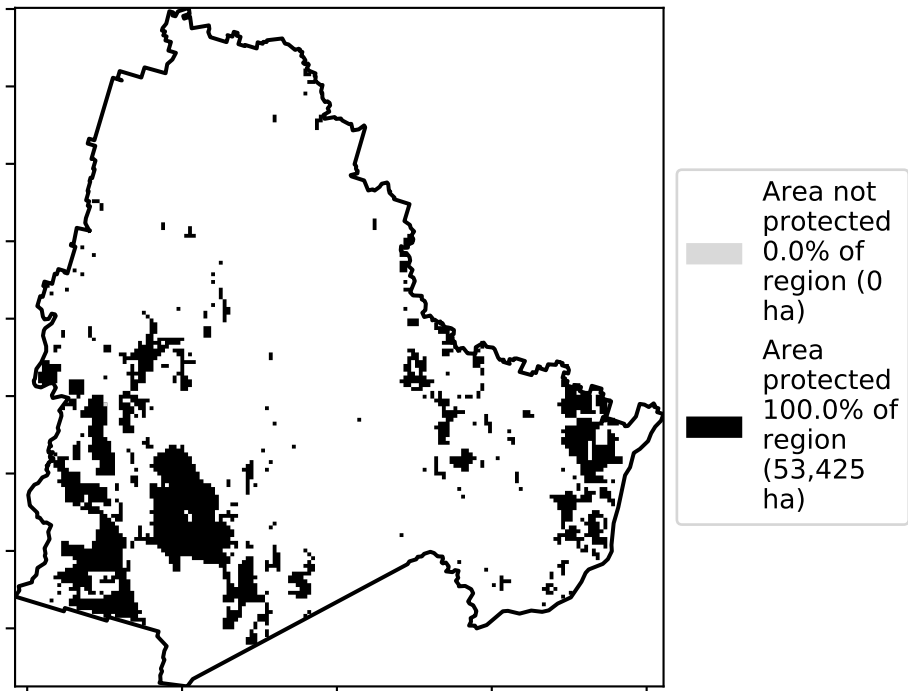 Area not
protected
0.0% of
region (0
ha)
Area
protected
100.0% of
region
(53,425
ha)